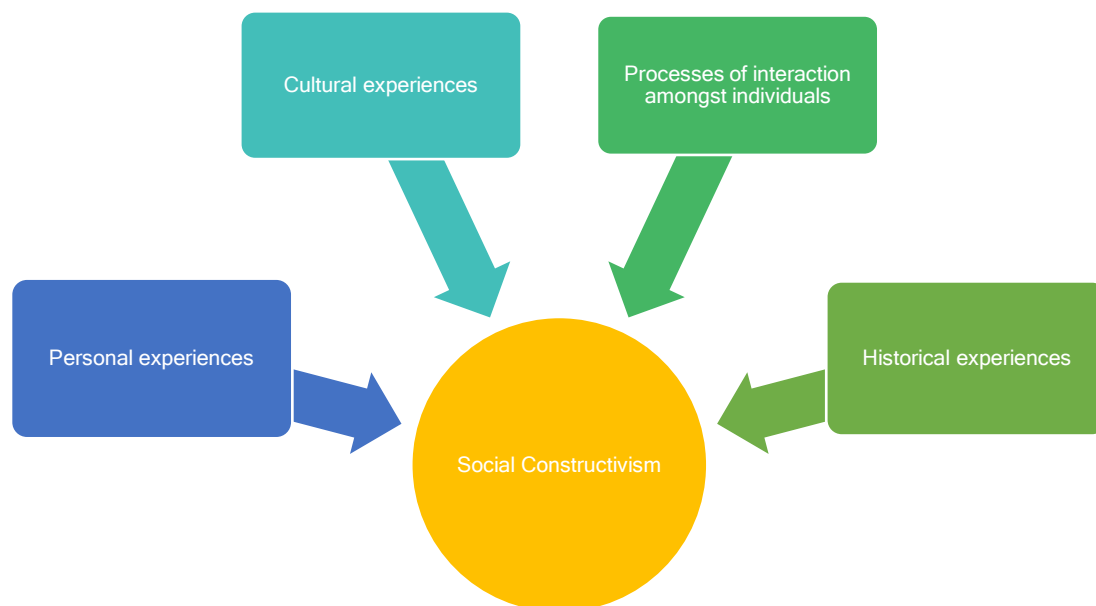 Cultural experiences
Processes of interaction
amongst individuals
Personal experiences
Historical experiences
Social Constructivism